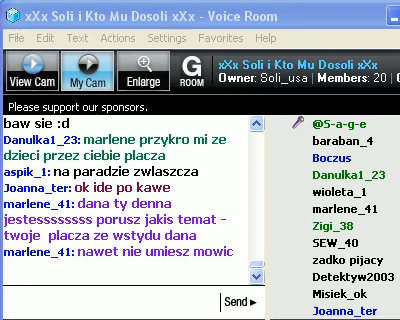 xXx Soli i Kto Mu Dosoli xXx - Voice Room
File Edit Text Actions Settings Favorites Help
View Cam
My Cam
Enlarge
G
ROOM
xXx Soli i Kto Mu Dosoli xXx
Owner: Soli_usa | Members: 20 |
Please support our sponsors.
baw sie :d
Danulka1_23: marlene przykro mi ze
dzieci przez ciebie placza
aspik_1: na paradzie zwlaszcza
Joanna_ter: ok ide po kawe
marlene_41: dana ty denna
jestesssssssss porusz jakis temat -
twoje placza ze wstydu dana
marlene_41: nawet nie umiesz mowic
Send
@S-a-g-e
baraban_4
Boczus
Danulka1_23
wioleta_1
marlene_41
Zigi_38
SEW_40
zadko pijacy
Detektyw2003
Misiek_ok
Joanna_ter